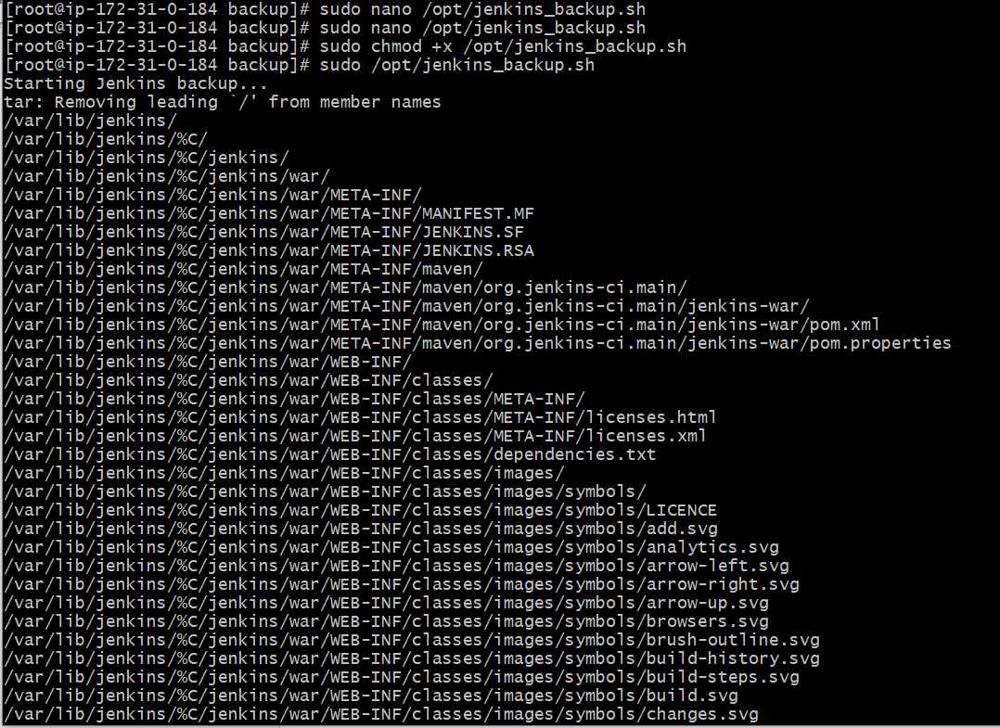 [root@ip-172-31-0-184 backup]# sudo nano /opt/jenkins_backup.sh
[root@ip-172-31-0-184 backup]# sudo nano /opt/jenkins_backup.sh
[root@ip-172-31-0-184 backup]# sudo chmod +x /opt/jenkins_backup.sh
[root@ip-172-31-0-184 backup]# sudo /opt/jenkins_backup.sh
Starting Jenkins backup...
tar: Removing leading `/' from member names
/var/lib/jenkins/
/var/lib/jenkins/%C/
/var/lib/jenkins/%C/jenkins/
/var/lib/jenkins/%C/jenkins/war/
/var/lib/jenkins/%C/jenkins/war/META-INF/
/var/lib/jenkins/%C/jenkins/war/META-INF/MANIFEST.MF
/var/lib/jenkins/%C/jenkins/war/META-INF/JENKINS.SF
/var/lib/jenkins/%C/jenkins/war/META-INF/JENKINS.RSA
/var/lib/jenkins/%C/jenkins/war/META-INF/maven/
/var/lib/jenkins/%C/jenkins/war/META-INF/maven/org.jenkins-ci.main/
/var/lib/jenkins/%C/jenkins/war/META-INF/maven/org.jenkins-ci.main/jenkins-war/
/var/lib/jenkins/%C/jenkins/war/META-INF/maven/org.jenkins-ci.main/jenkins-war/pom.xml
/var/lib/jenkins/%C/jenkins/war/META-INF/maven/org.jenkins-ci.main/jenkins-war/pom.properties
/var/lib/jenkins/%C/jenkins/war/WEB-INF/
/var/lib/jenkins/%C/jenkins/war/WEB-INF/classes/
/var/lib/jenkins/%C/jenkins/war/WEB-INF/classes/META-INF/
/var/lib/jenkins/%C/jenkins/war/WEB-INF/classes/META-INF/licenses.html
/var/lib/jenkins/%C/jenkins/war/WEB-INF/classes/META-INF/licenses.xml
/var/lib/jenkins/%C/jenkins/war/WEB-INF/classes/dependencies.txt
/var/lib/jenkins/%C/jenkins/war/WEB-INF/classes/images/
/var/lib/jenkins/%C/jenkins/war/WEB-INF/classes/images/symbols/
/var/lib/jenkins/%C/jenkins/war/WEB-INF/classes/images/symbols/LICENCE
/var/lib/jenkins/%C/jenkins/war/WEB-INF/classes/images/symbols/add.svg
/var/lib/jenkins/%C/jenkins/war/WEB-INF/classes/images/symbols/analytics.svg
/var/lib/jenkins/%C/jenkins/war/WEB-INF/classes/images/symbols/arrow-left.svg
/var/lib/jenkins/%C/jenkins/war/WEB-INF/classes/images/symbols/arrow-right.svg
/var/lib/jenkins/%C/jenkins/war/WEB-INF/classes/images/symbols/arrow-up.svg
/var/lib/jenkins/%C/jenkins/war/WEB-INF/classes/images/symbols/browsers.svg
/var/lib/jenkins/%C/jenkins/war/WEB-INF/classes/images/symbols/brush-outline.svg
/var/lib/jenkins/%C/jenkins/war/WEB-INF/classes/images/symbols/build-history.svg
/var/lib/jenkins/%C/jenkins/war/WEB-INF/classes/images/symbols/build-steps.svg
/var/lib/jenkins/%C/jenkins/war/WEB-INF/classes/images/symbols/build.svg
/var/lib/jenkins/%C/jenkins/war/WEB-INF/classes/images/symbols/changes.svg